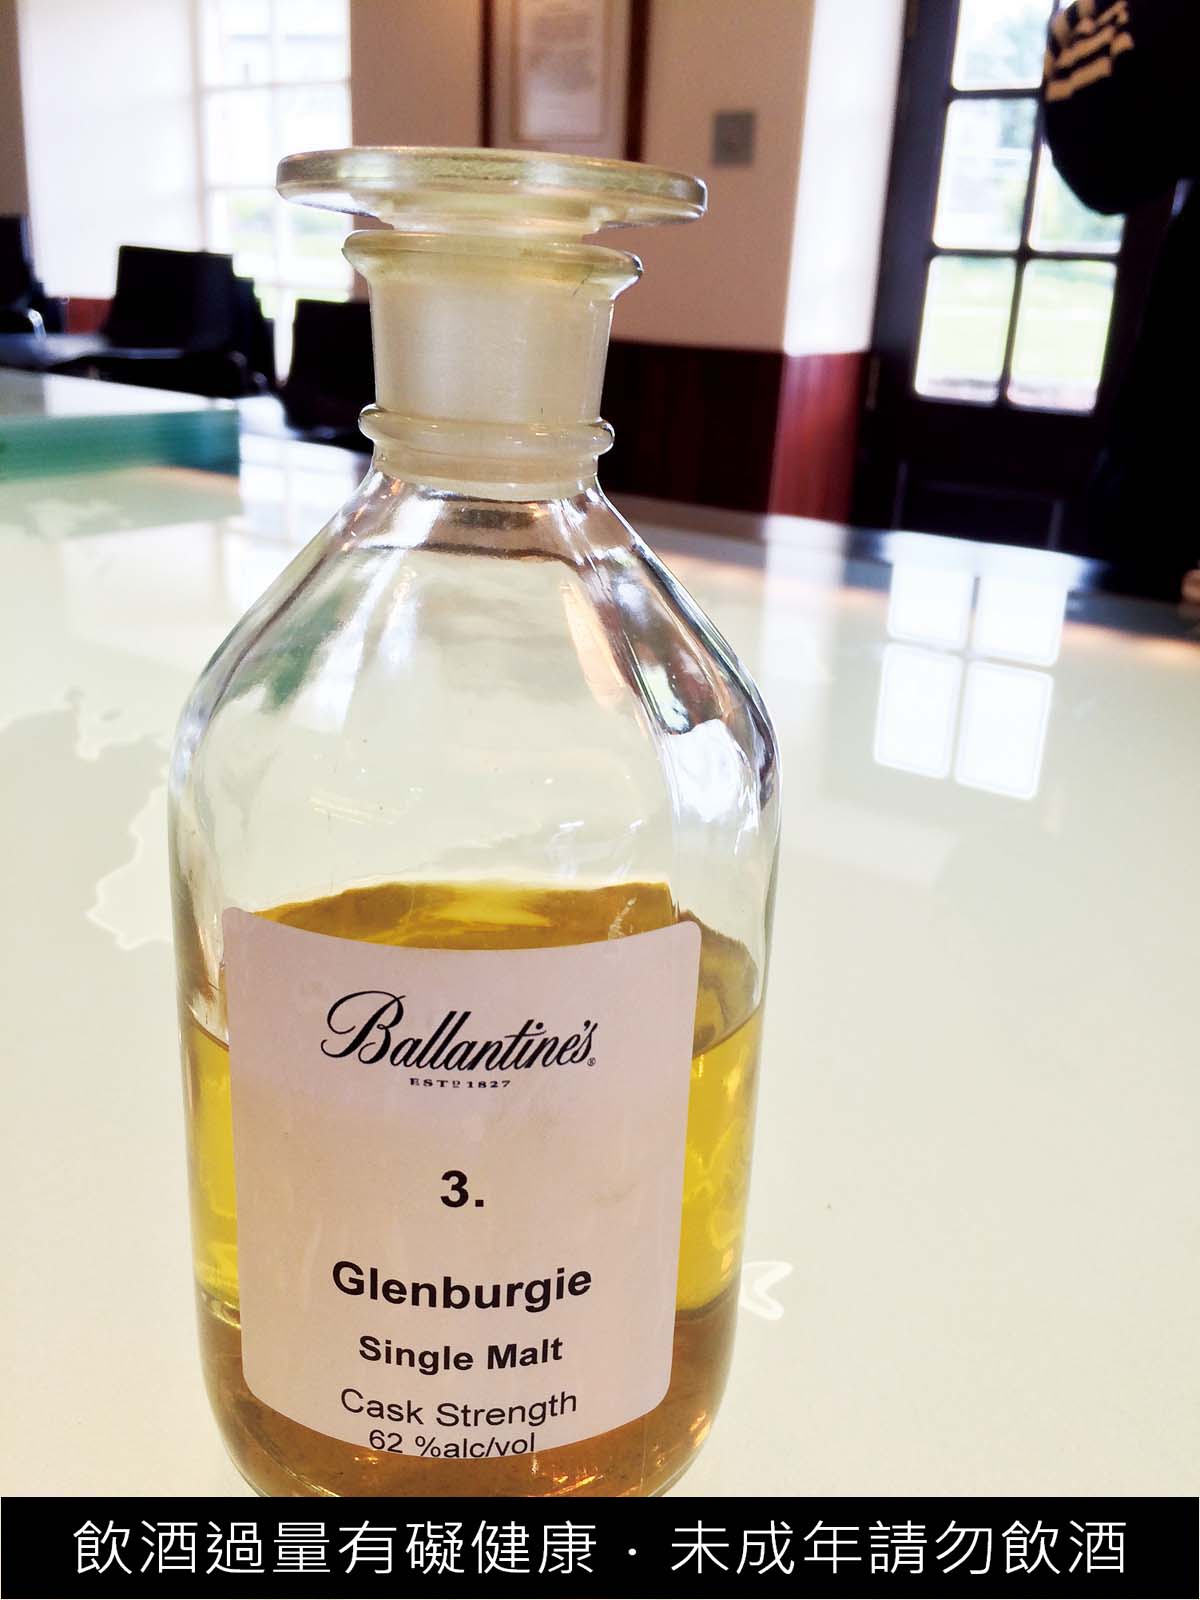 Ballantine's®
ESTD 1827
3.
Glenburgie
Single Malt
Cask Strength
62 %alc/vol
飲酒過量有礙健康．未成年請勿飲酒